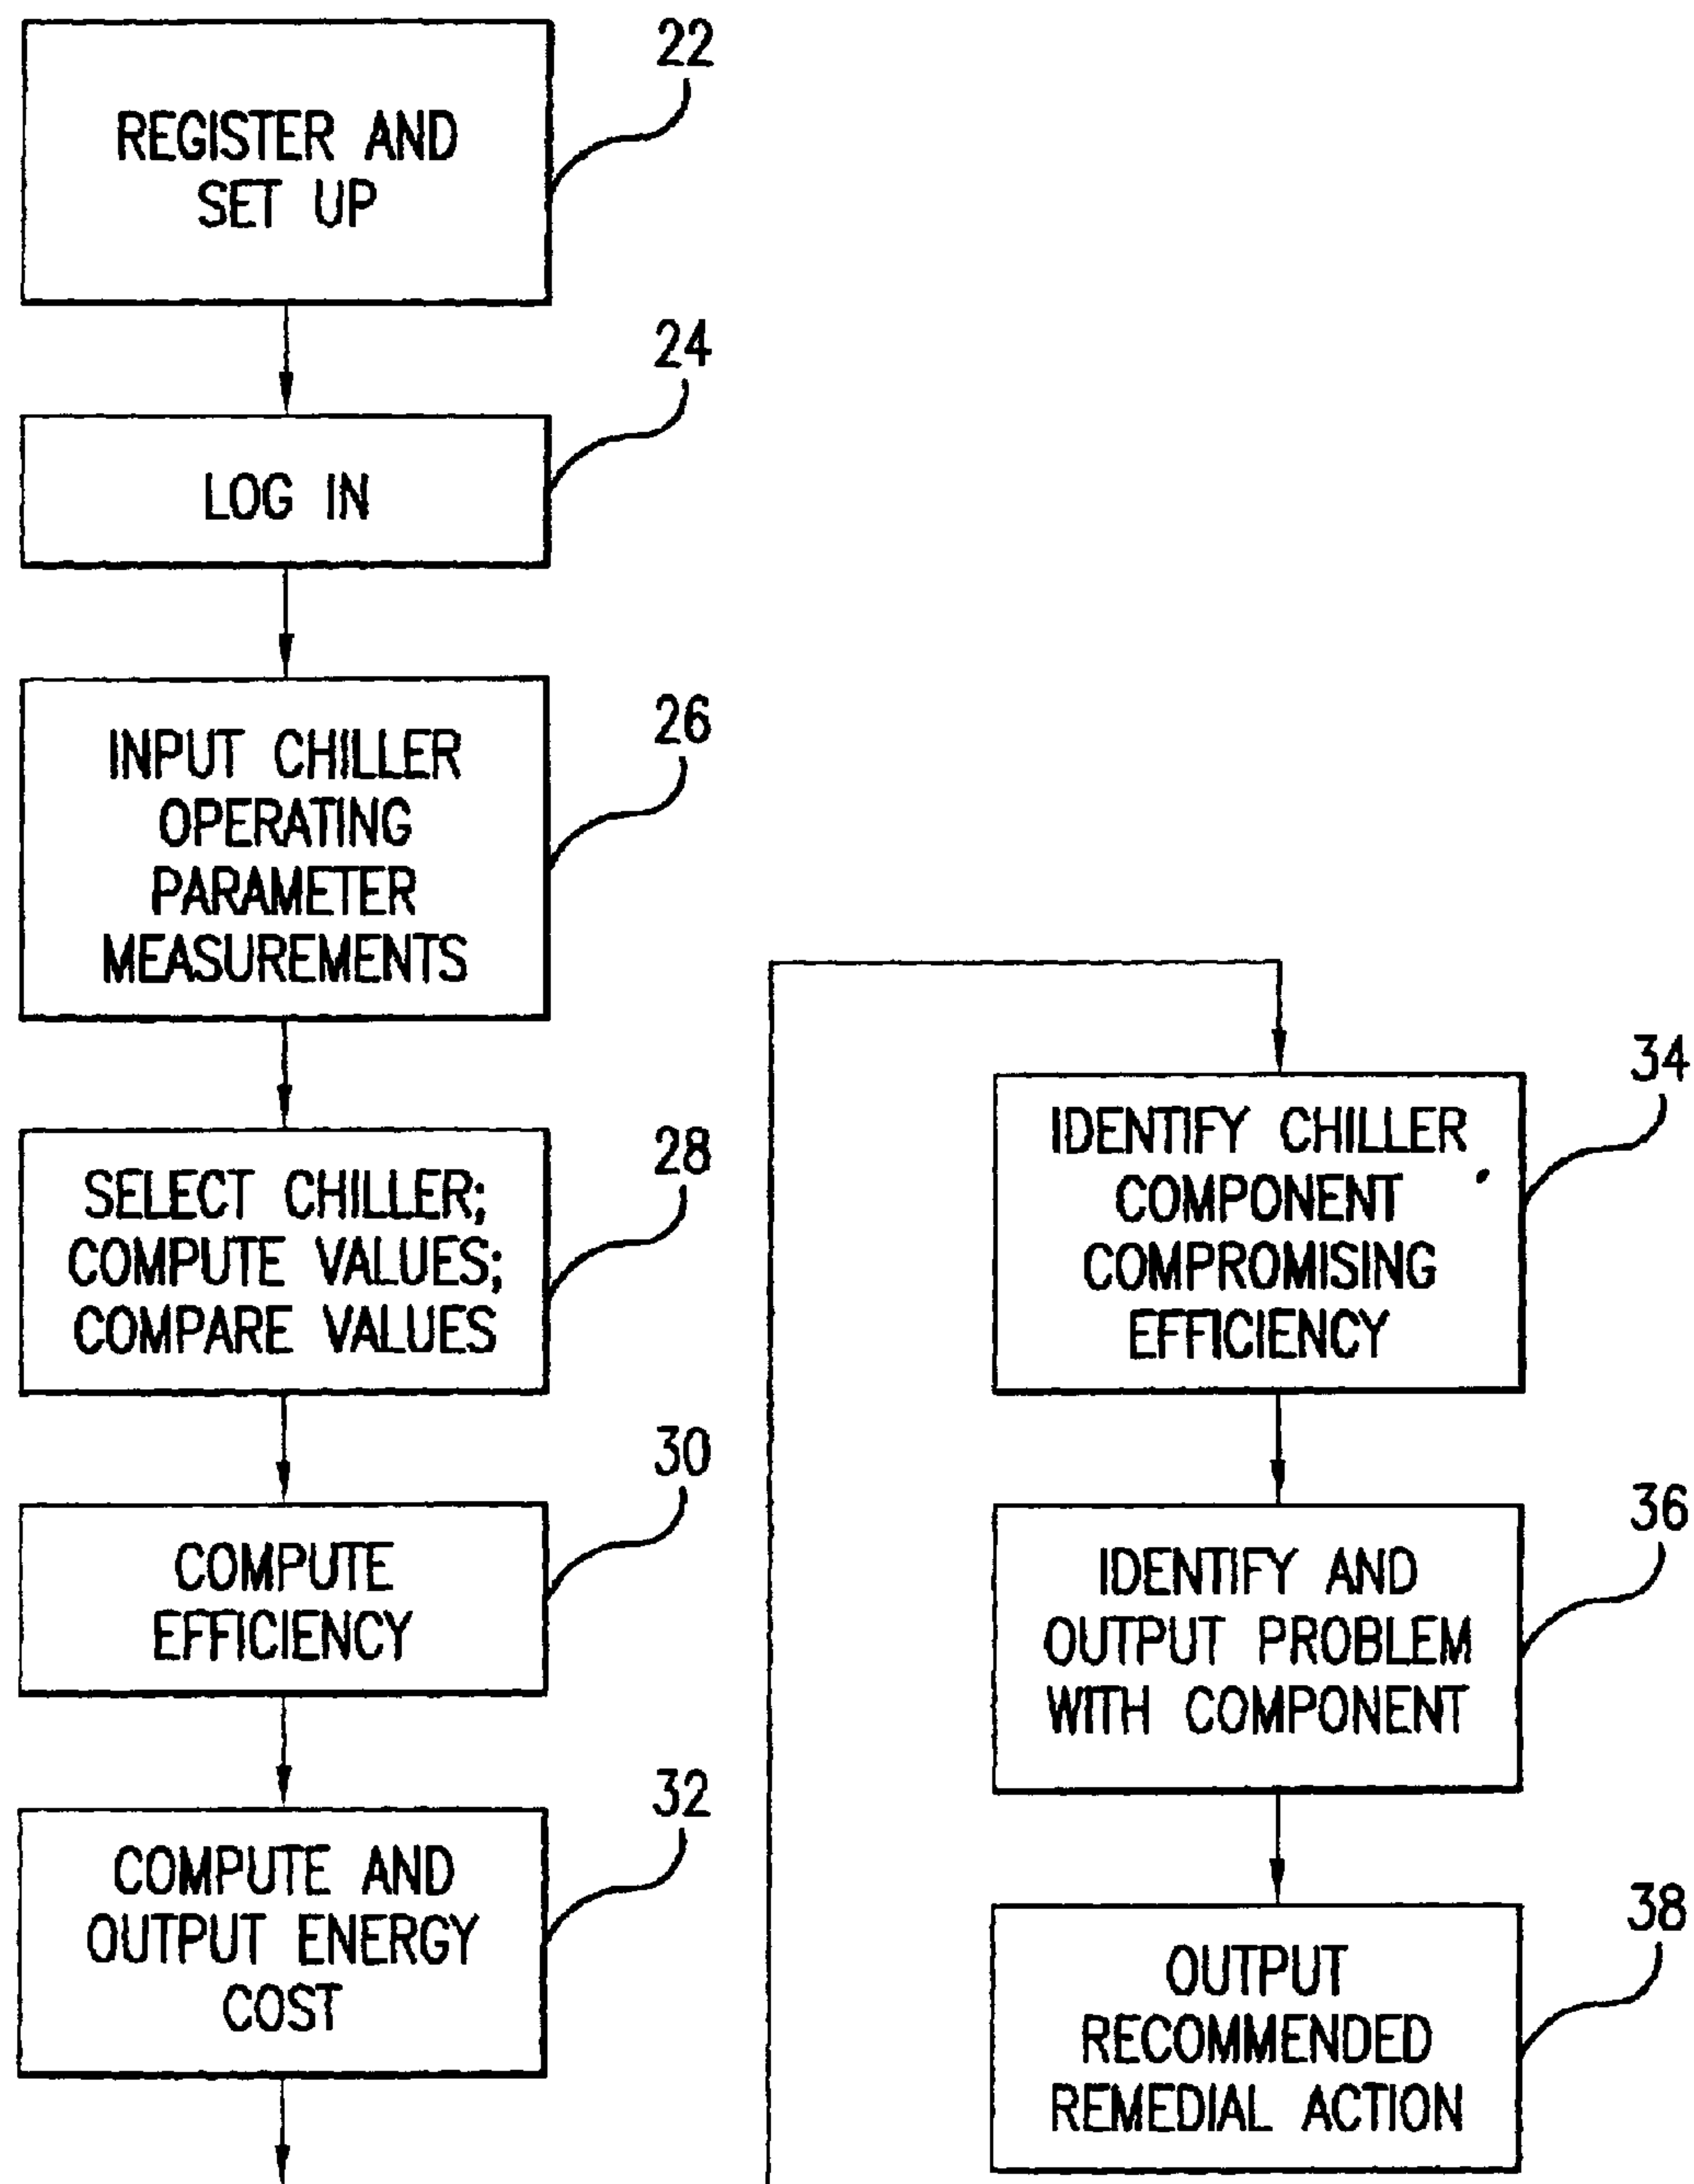 22
REGISTER AND
SET UP
24
LOG IN
26
INPUT CHILLER
OPERATING
PARAMETER
MEASUREMENTS
28
SELECT CHILLER;
COMPUTE VALUES;
COMPARE VALUES
30
COMPUTE
EFFICIENCY
32
COMPUTE AND
OUTPUT ENERGY
COST
34
IDENTIFY CHILLER
COMPONENT
COMPROMISING
EFFICIENCY
36
IDENTIFY AND
OUTPUT PROBLEM
WITH COMPONENT
38
OUTPUT
RECOMMENDED
REMEDIAL ACTION